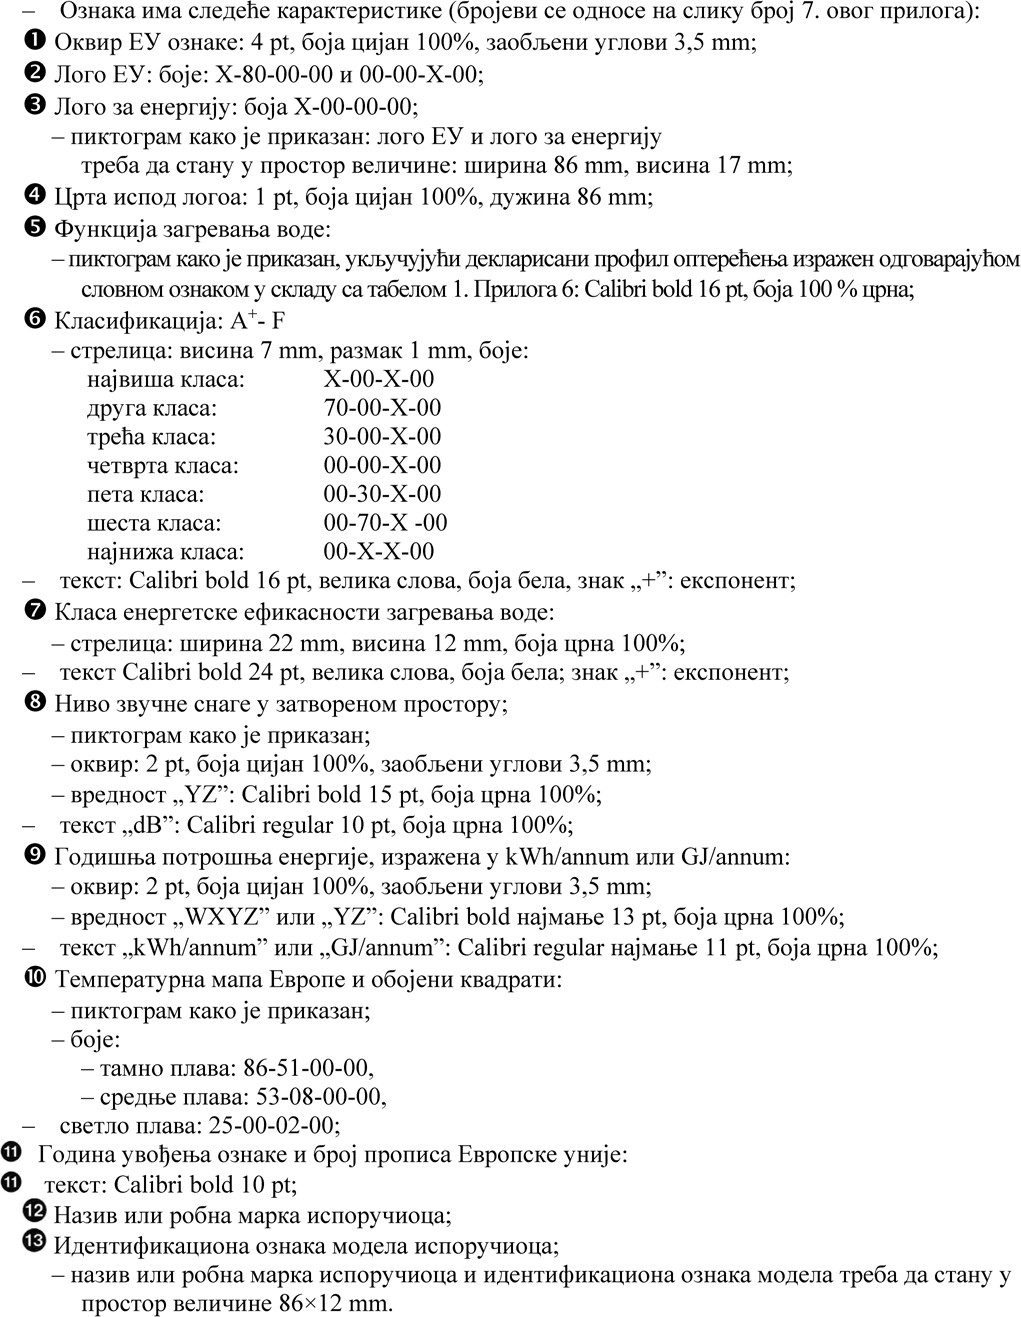 – Ознака има следеће карактеристике (бројеви се односе на слику број 7. овог прилога):
❶ Оквир ЕУ ознаке: 4 pt, боја цијан 100%, заобљени углови 3,5 mm;
❷ Лого ЕУ: боје: X-80-00-00 и 00-00-X-00;
❸ Лого за енергију: боја X-00-00-00;
– пиктограм како је приказан: лого ЕУ и лого за енергију
треба да стану у простор величине: ширина 86 mm, висина 17 mm;
❹ Црта испод логоа: 1 pt, боја цијан 100%, дужина 86 mm;
❺ Функција загревања воде:
– пиктограм како је приказан, укључујући декларисани профил оптерећења изражен одговарајућом
словном ознаком у складу са табелом 1. Прилога 6: Calibri bold 16 pt, боја 100 % црна;
❻ Класификација: A⁺- F
– стрелица: висина 7 mm, размак 1 mm, боје:
највиша класа: X-00-X-00
друга класа: 70-00-X-00
трећа класа: 30-00-X-00
четврта класа: 00-00-X-00
пета класа: 00-30-X-00
шеста класа: 00-70-X -00
најнижа класа: 00-X-X-00
– текст: Calibri bold 16 pt, велика слова, боја бела, знак „+”: експонент;
❼ Класа енергетске ефикасности загревања воде:
– стрелица: ширина 22 mm, висина 12 mm, боја црна 100%;
– текст Calibri bold 24 pt, велика слова, боја бела; знак „+”: експонент;
❽ Ниво звучне снаге у затвореном простору;
– пиктограм како је приказан;
– оквир: 2 pt, боја цијан 100%, заобљени углови 3,5 mm;
– вредност „YZ”: Calibri bold 15 pt, боја црна 100%;
– текст „dB”: Calibri regular 10 pt, боја црна 100%;
❾ Годишња потрошња енергије, изражена у kWh/annum или GJ/annum:
– оквир: 2 pt, боја цијан 100%, заобљени углови 3,5 mm;
– вредност „WXYZ” или „YZ”: Calibri bold најмање 13 pt, боја црна 100%;
– текст „kWh/annum” или „GJ/annum”: Calibri regular најмање 11 pt, боја црна 100%;
❿ Температурна мапа Европе и обојени квадрати:
– пиктограм како је приказан;
– боје:
– тамно плава: 86-51-00-00,
– средње плава: 53-08-00-00,
– светло плава: 25-00-02-00;
⓫ Година увођења ознаке и број прописа Европске уније:
⓫ текст: Calibri bold 10 pt;
⓬ Назив или робна марка испоручиоца;
⓭ Идентификациона ознака модела испоручиоца;
– назив или робна марка испоручиоца и идентификациона ознака модела треба да стану у
простор величине 86×12 mm.